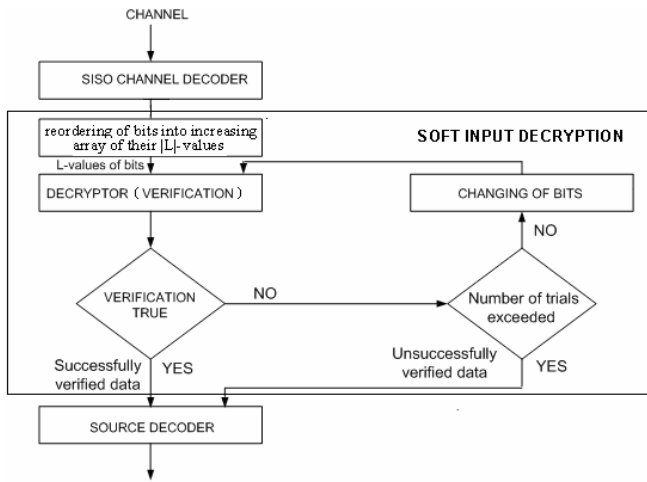 CHANNEL
SISO CHANNEL DECODER
reordering of bits into increasing
array of their |L|-values
SOFT INPUT DECRYPTION
L-values of bits
DECRYPTOR ( VERIFICATION )
CHANGING OF BITS
NO
VERIFICATION
TRUE
NO
Number of trials
exceeded
Successfully
verified data
YES
Unsuccessfully
verified data
YES
SOURCE DECODER